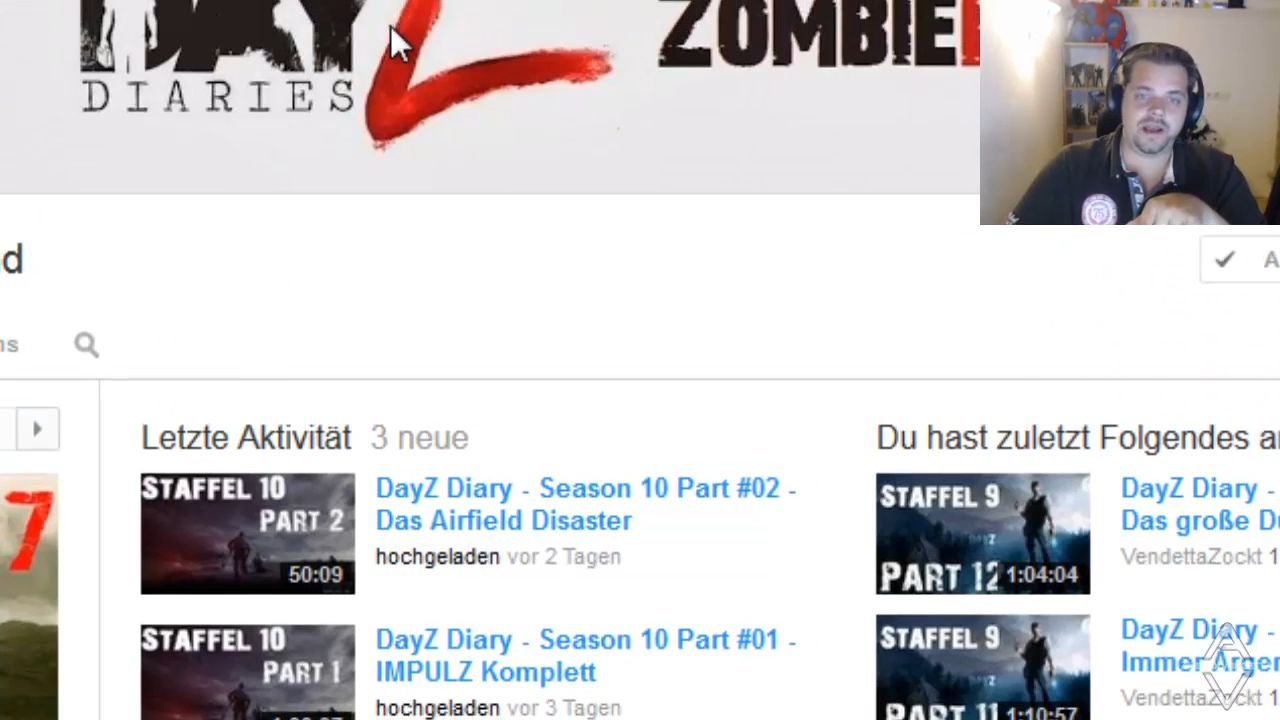 DAYZ
DIARIES
ZOMBIE
d
ns
A
Letzte Aktivität 3 neue
Du hast zuletzt Folgendes a
7
STAFFEL 10
PART 2
50:09
DayZ Diary - Season 10 Part #02 -
Das Airfield Disaster
hochgeladen vor 2 Tagen
STAFFEL 9
PART 12
1:04:04
DayZ Diary -
Das große D
VendettaZockt 1
STAFFEL 10
PART 1
DayZ Diary - Season 10 Part #01 -
IMPULZ Komplett
hochgeladen vor 3 Tagen
STAFFEL 9
PART 11
1:10:57
DayZ Diary -
Immer Ärger
VendettaZockt 1